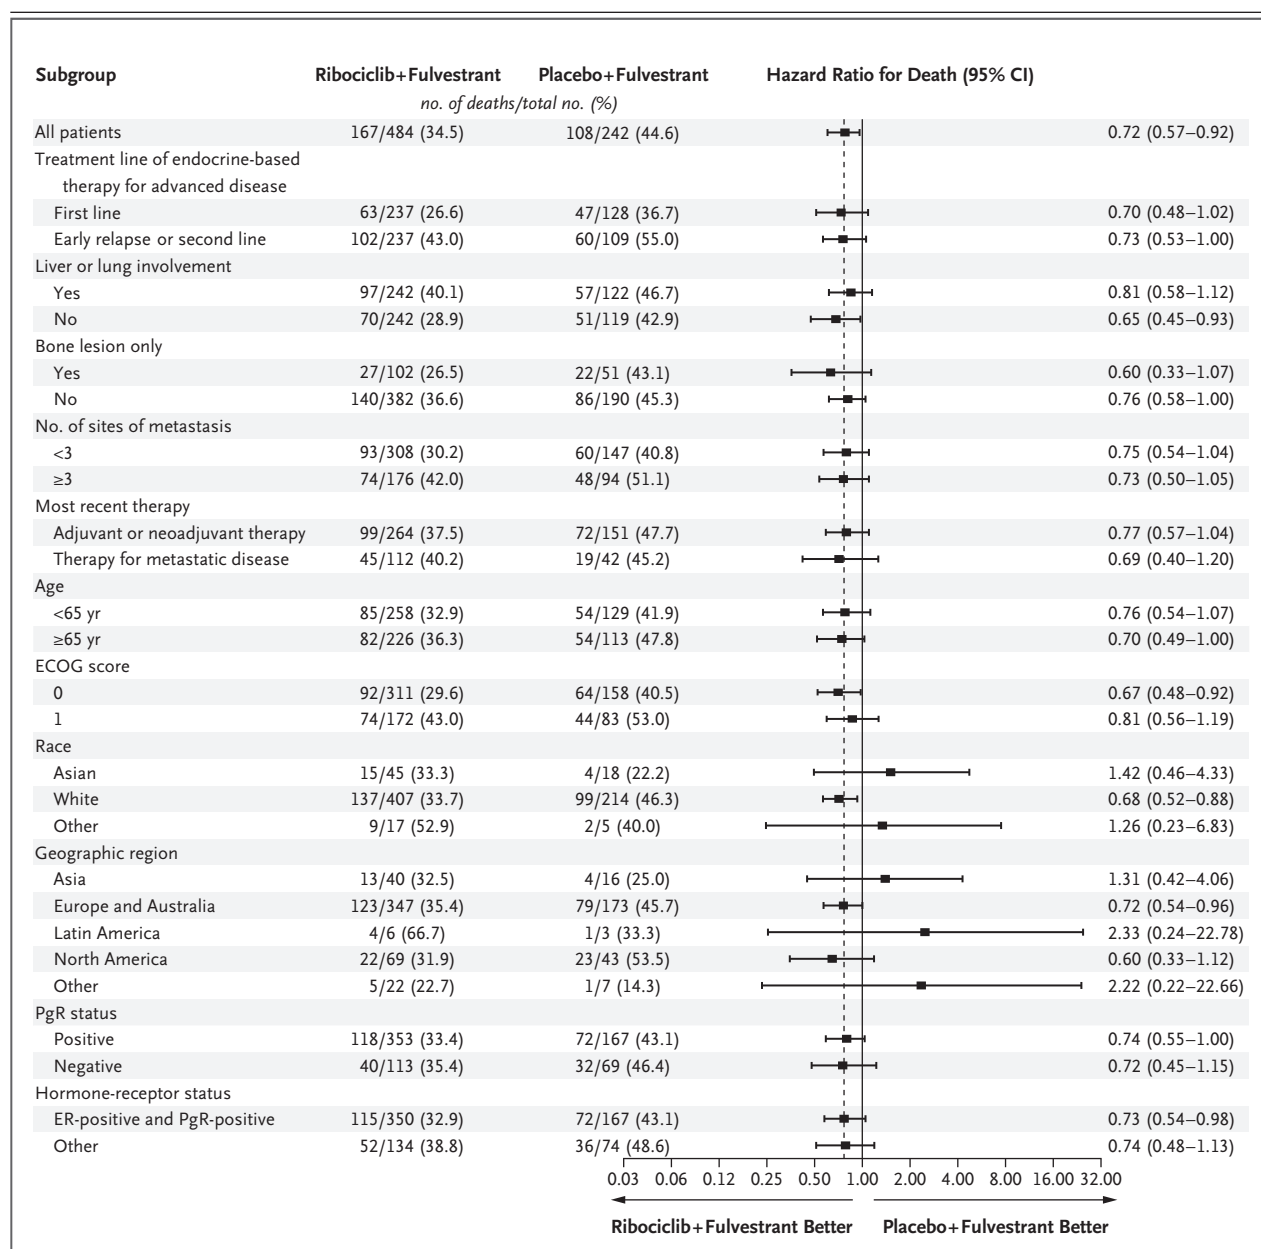 Subgroup Ribociclib+Fulvestrant Placebo+Fulvestrant Hazard Ratio for Death (95% CI)
no. of deaths/total no. (%)
All patients 167/484 (34.5) 108/242 (44.6) 0.72 (0.57–0.92)
Treatment line of endocrine-based
therapy for advanced disease
First line 63/237 (26.6) 47/128 (36.7) 0.70 (0.48–1.02)
Early relapse or second line 102/237 (43.0) 60/109 (55.0) 0.73 (0.53–1.00)
Liver or lung involvement
Yes 97/242 (40.1) 57/122 (46.7) 0.81 (0.58–1.12)
No 70/242 (28.9) 51/119 (42.9) 0.65 (0.45–0.93)
Bone lesion only
Yes 27/102 (26.5) 22/51 (43.1) 0.60 (0.33–1.07)
No 140/382 (36.6) 86/190 (45.3) 0.76 (0.58–1.00)
No. of sites of metastasis
<3 93/308 (30.2) 60/147 (40.8) 0.75 (0.54–1.04)
≥3 74/176 (42.0) 48/94 (51.1) 0.73 (0.50–1.05)
Most recent therapy
Adjuvant or neoadjuvant therapy 99/264 (37.5) 72/151 (47.7) 0.77 (0.57–1.04)
Therapy for metastatic disease 45/112 (40.2) 19/42 (45.2) 0.69 (0.40–1.20)
Age
<65 yr 85/258 (32.9) 54/129 (41.9) 0.76 (0.54–1.07)
≥65 yr 82/226 (36.3) 54/113 (47.8) 0.70 (0.49–1.00)
ECOG score
0 92/311 (29.6) 64/158 (40.5) 0.67 (0.48–0.92)
1 74/172 (43.0) 44/83 (53.0) 0.81 (0.56–1.19)
Race
Asian 15/45 (33.3) 4/18 (22.2) 1.42 (0.46–4.33)
White 137/407 (33.7) 99/214 (46.3) 0.68 (0.52–0.88)
Other 9/17 (52.9) 2/5 (40.0) 1.26 (0.23–6.83)
Geographic region
Asia 13/40 (32.5) 4/16 (25.0) 1.31 (0.42–4.06)
Europe and Australia 123/347 (35.4) 79/173 (45.7) 0.72 (0.54–0.96)
Latin America 4/6 (66.7) 1/3 (33.3) 2.33 (0.24–22.78)
North America 22/69 (31.9) 23/43 (53.5) 0.60 (0.33–1.12)
Other 5/22 (22.7) 1/7 (14.3) 2.22 (0.22–22.66)
PgR status
Positive 118/353 (33.4) 72/167 (43.1) 0.74 (0.55–1.00)
Negative 40/113 (35.4) 32/69 (46.4) 0.72 (0.45–1.15)
Hormone-receptor status
ER-positive and PgR-positive 115/350 (32.9) 72/167 (43.1) 0.73 (0.54–0.98)
Other 52/134 (38.8) 36/74 (48.6) 0.74 (0.48–1.13)
0.03 0.06 0.12 0.25 0.50 1.00 2.00 4.00 8.00 16.00 32.00
Ribociclib+Fulvestrant Better Placebo+Fulvestrant Better